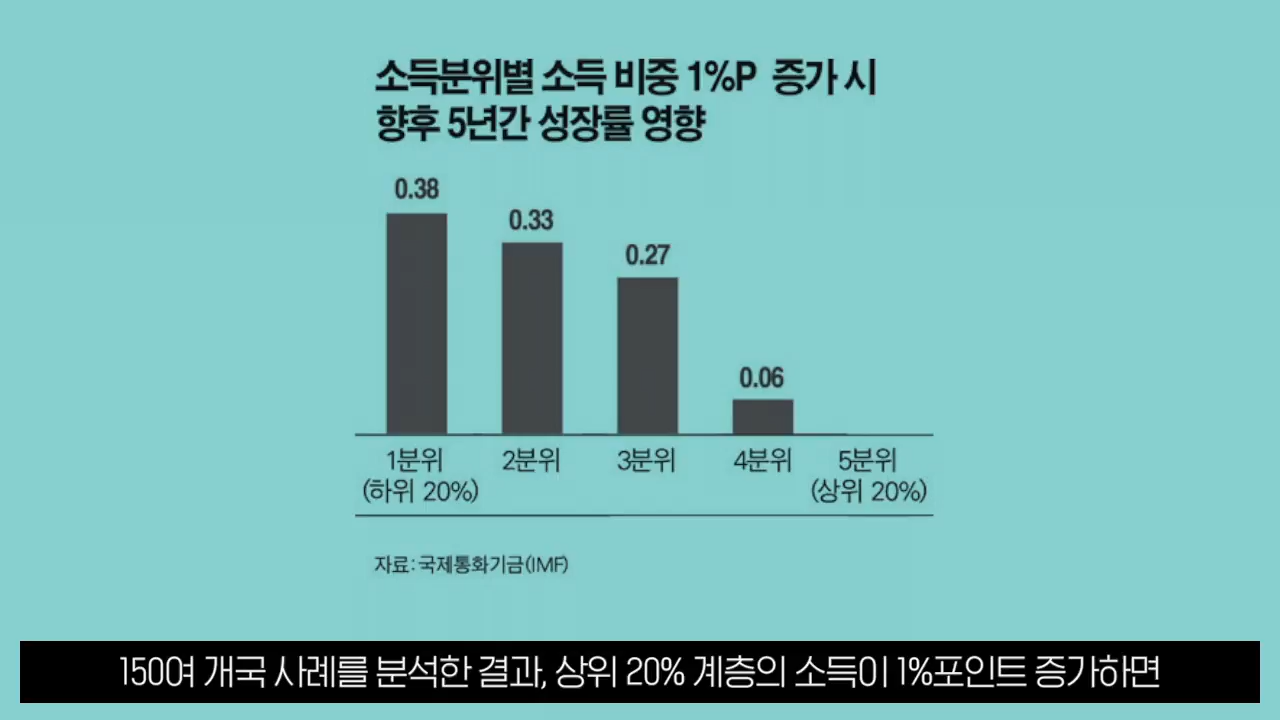 소득분위별 소득 비중 1%P 증가 시
향후 5년간 성장률 영향
0.38
0.33
0.27
0.06
1분위 2분위 3분위 4분위 5분위
(하위 20%) (상위 20%)
자료:국제통화기금(IMF)
150여 개국 사례를 분석한 결과, 상위 20% 계층의 소득이 1%포인트 증가하면